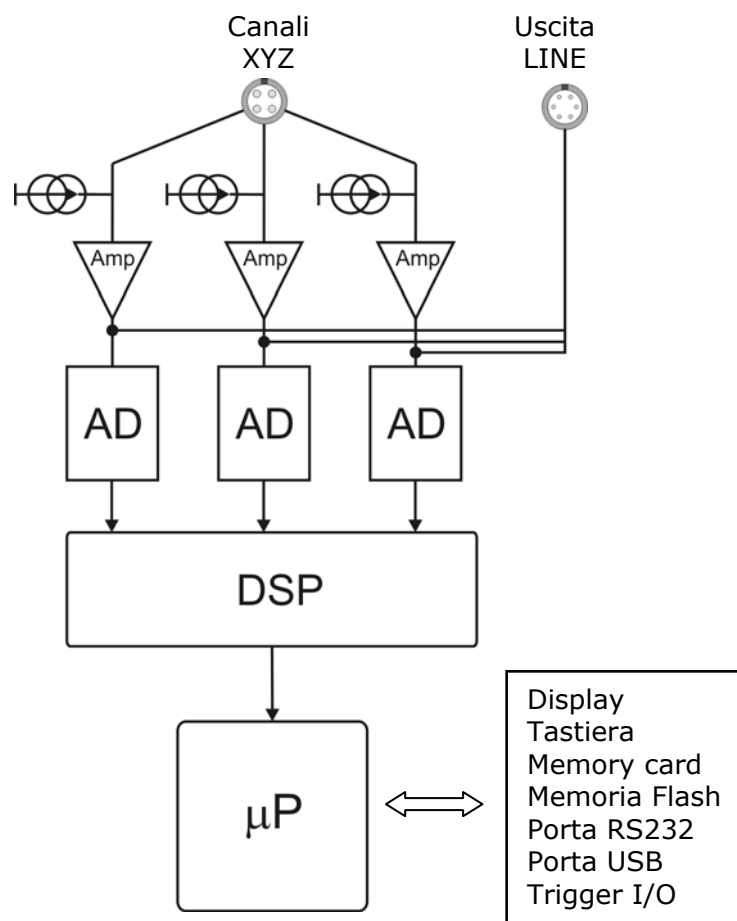 Canali
XYZ
Uscita
LINE
Amp
Amp
Amp
AD
AD
AD
DSP
μP
Display
Tastiera
Memory card
Memoria Flash
Porta RS232
Porta USB
Trigger I/O